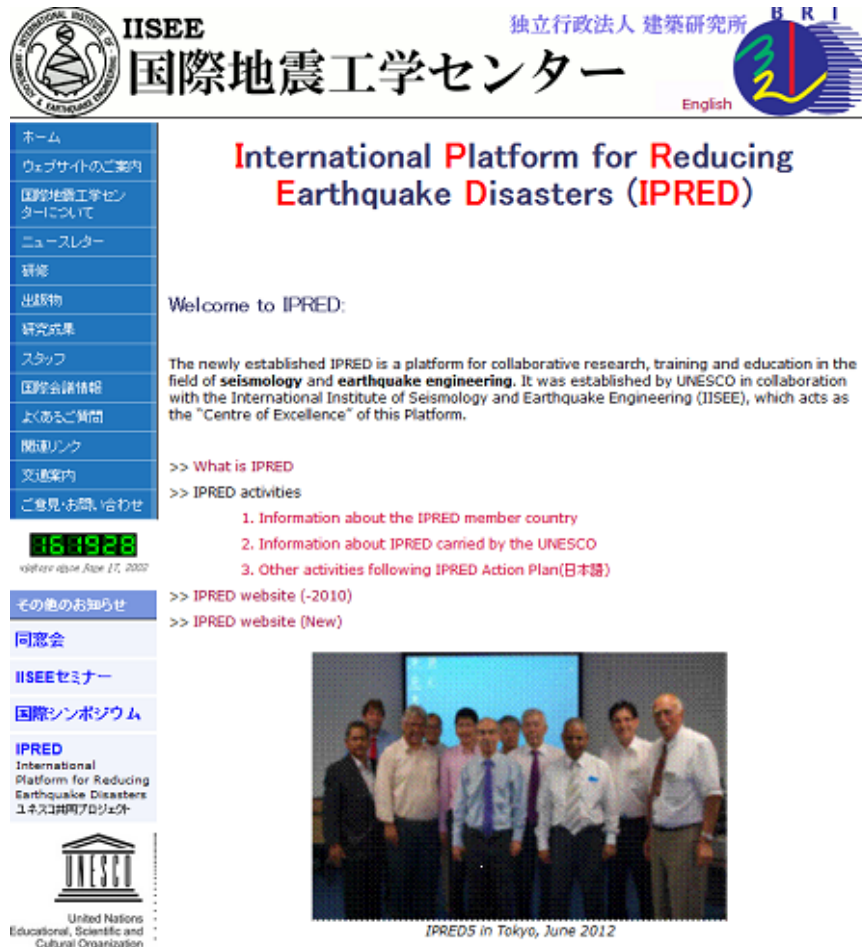 IISEE
国際地震工学センター
独立行政法人 建築研究所
BRI
English
ホーム
ウェブサイトのご案内
国際地震工学セン
ターについて
ニュースレター
研修
出版物
研究成果
スタッフ
国際会議情報
よくあるご質問
関連リンク
交通案内
ご意見・お問い合わせ
161928
その他のお知らせ
同窓会
IISEEセミナー
国際シンポジウム
IPRED
International
Platform for Reducing
Earthquake Disasters
ユネスコ共同プロジェクト
UNESCO
United Nations
Educational, Scientific and
Cultural Organization
International Platform for Reducing
Earthquake Disasters (IPRED)
Welcome to IPRED:
The newly established IPRED is a platform for collaborative research, training and education in the
field of seismology and earthquake engineering. It was established by UNESCO in collaboration
with the International Institute of Seismology and Earthquake Engineering (IISEE), which acts as
the "Centre of Excellence" of this Platform.
>> What is IPRED
>> IPRED activities
1. Information about the IPRED member country
2. Information about IPRED carried by the UNESCO
3. Other activities following IPRED Action Plan(日本語)
>> IPRED website (-2010)
>> IPRED website (New)
IPRED5 in Tokyo, June 2012